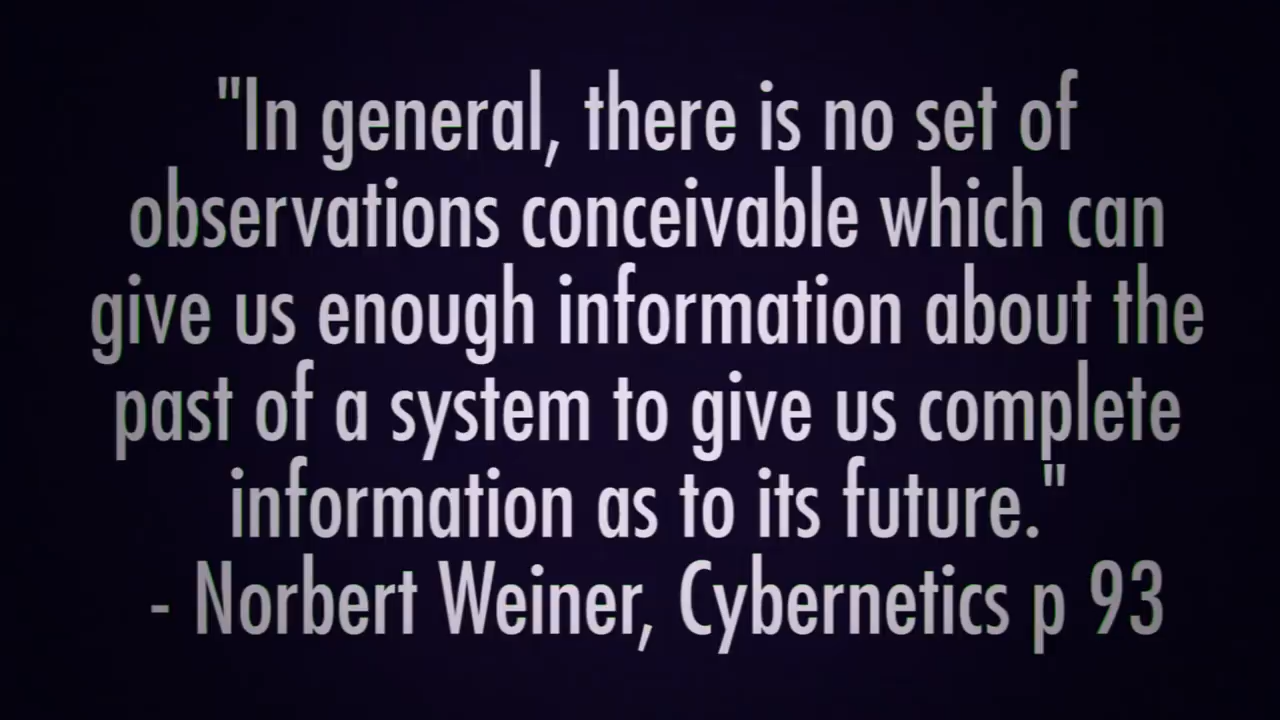 "In general, there is no set of
observations conceivable which can
give us enough information about the
past of a system to give us complete
information as to its future."
- Norbert Weiner, Cybernetics p 93